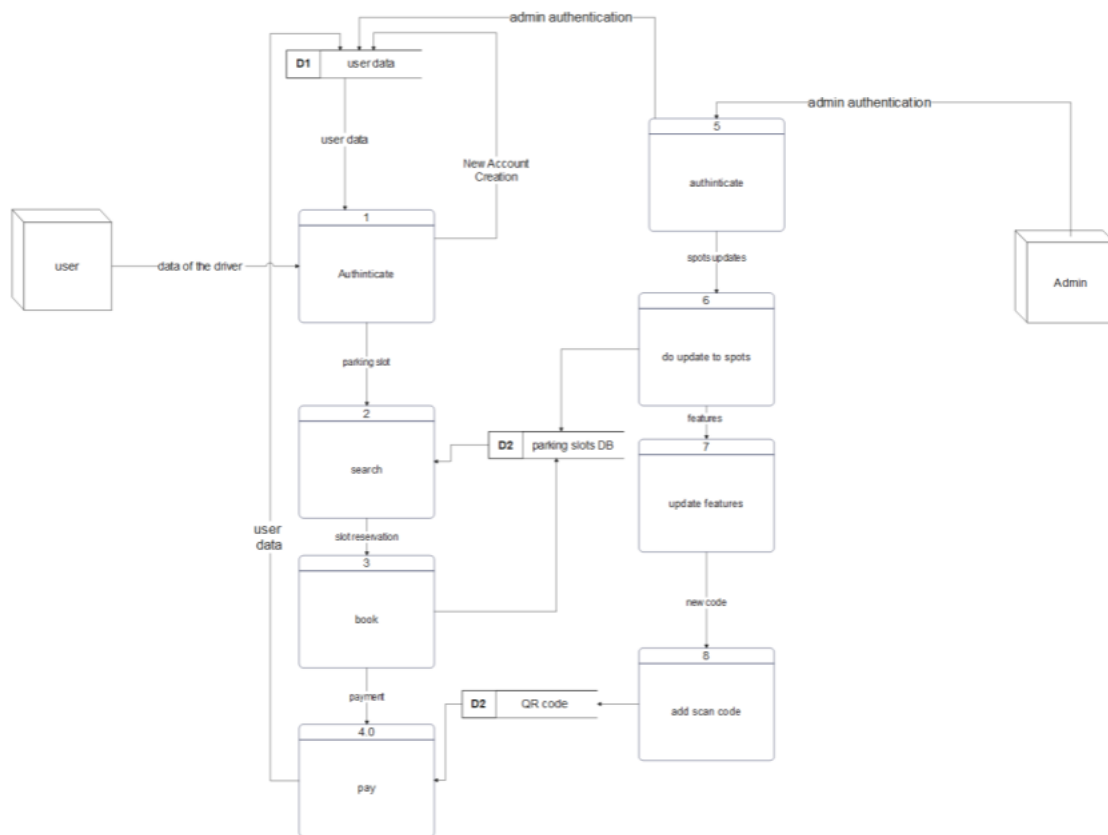 admin authentication
D1
user data
admin authentication
5
user data
New Account
Creation
authinticate
1
user
data of the driver
Authinticate
spots updates
Admin
6
parking slot
do update to spots
2
features
D2
parking slots DB
7
search
update features
user
data
slot reservation
3
new code
book
8
payment
D2
QR code
add scan code
4.0
pay